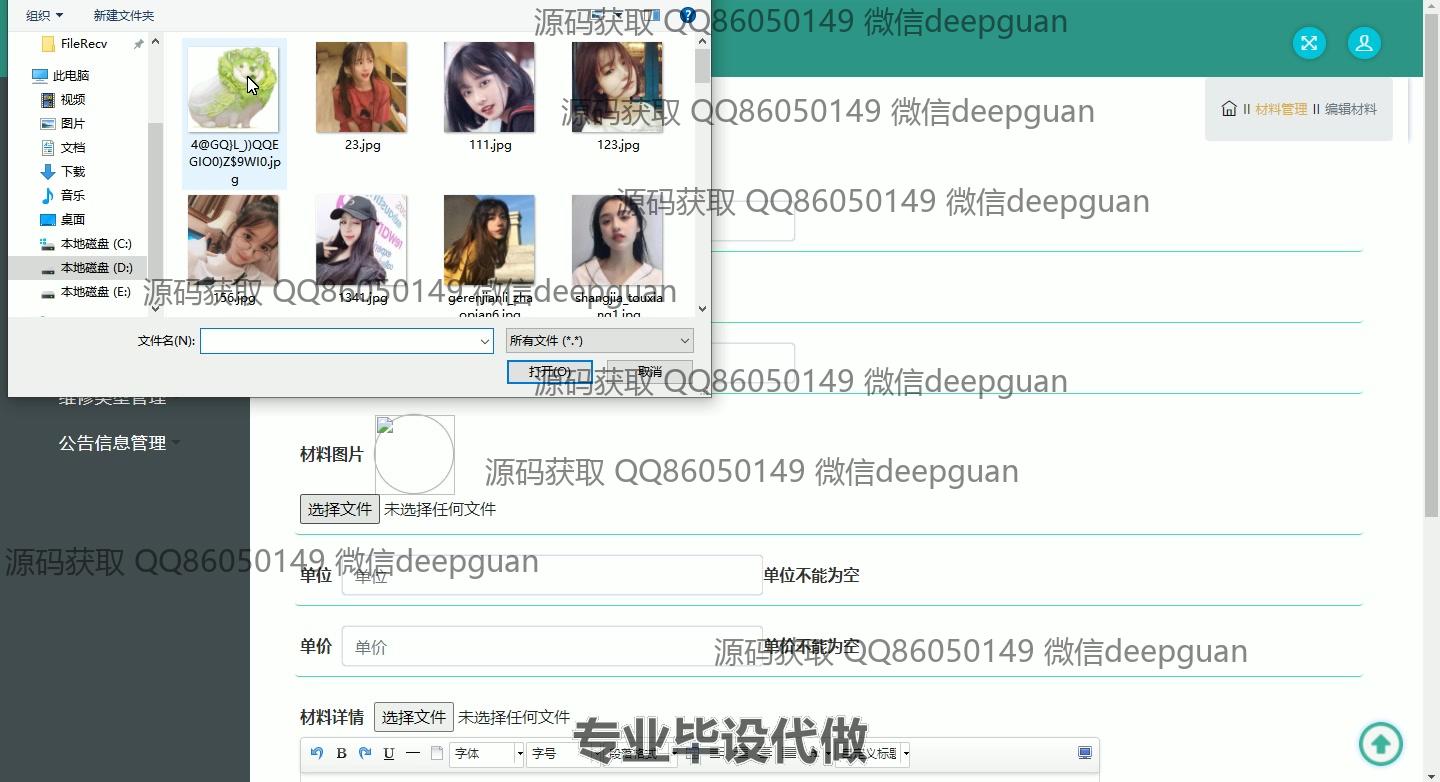 组织 新建文件夹
源码获取 QQ86050149 微信deepguan
FileRecv
此电脑
视频
图片
文档
下载
音乐
桌面
本地磁盘 (C:)
本地磁盘 (D:)
本地磁盘 (E:)
4@GQ}L_))QQE
GIO0)Z$9WI0.jp
g
23.jpg
111.jpg
123.jpg
源码获取 QQ86050149 微信deepguan
材料管理 II 编辑材料
源码获取 QQ86050149 微信deepguan
156.jpg
1341.jpg
gerenjianli_zha
opian6.jpg
shangjia_touxia
ng1.jpg
源码获取 QQ86050149 微信deepguan
文件名(N):
所有文件 (*.*)
打开(O)
取消
源码获取 QQ86050149 微信deepguan
维修类型管理
公告信息管理
材料图片
源码获取 QQ86050149 微信deepguan
选择文件 未选择任何文件
源码获取 QQ86050149 微信deepguan
单位 单位 单位不能为空
单价 单价 单价不能为空
源码获取 QQ86050149 微信deepguan
材料详情 选择文件 未选择任何文件
专业毕设代做
B U 字体 字号 段落格式 自定义标题